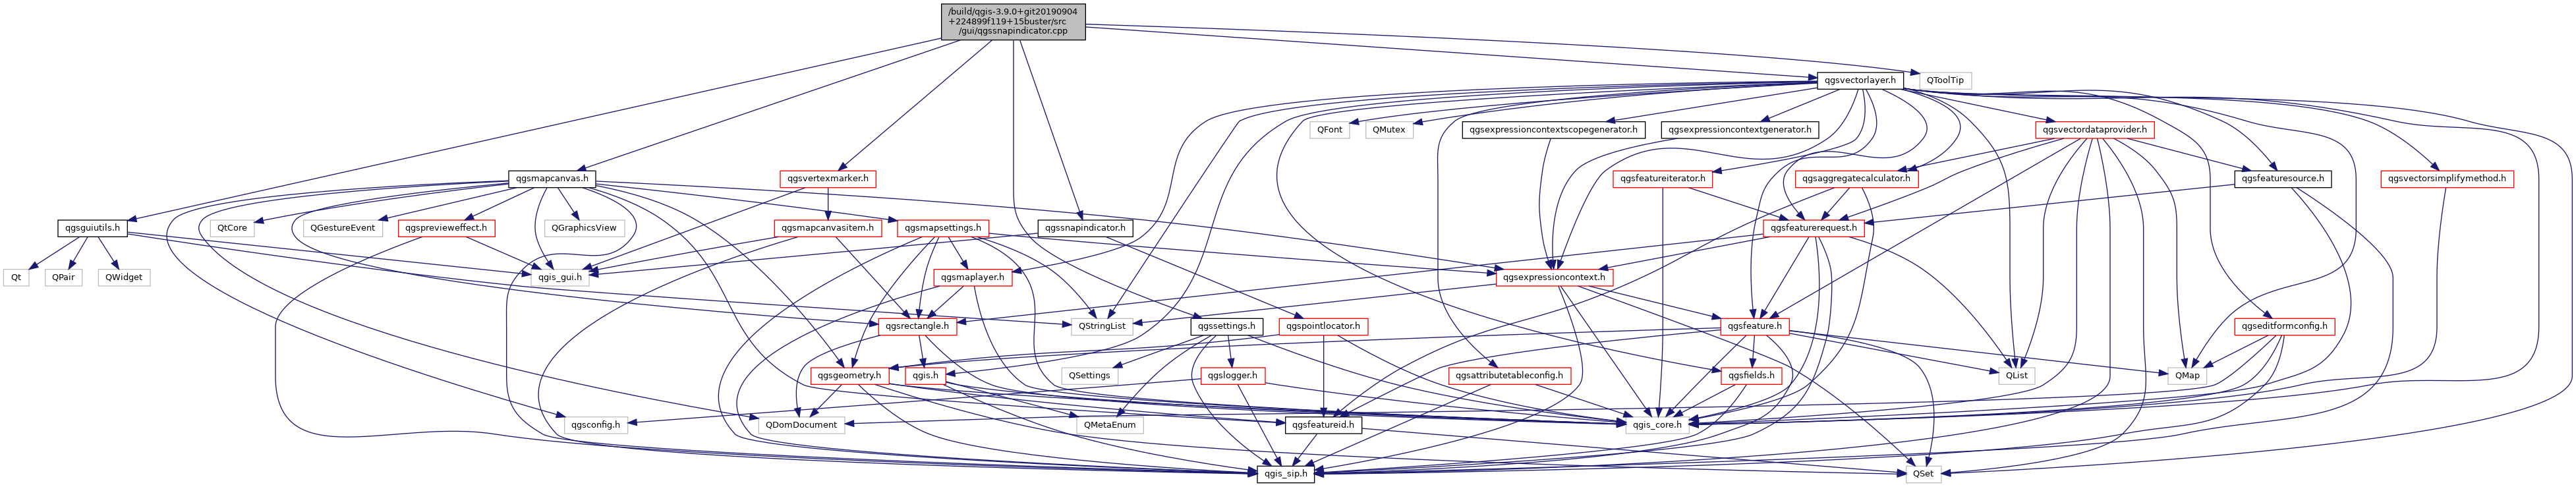 /build/qgis-3.9.0+git20190904
+224899f119+15buster/src
/gui/qgssnapindicator.cpp
qgsvectorlayer.h
QToolTip
QFont
QMutex
qgsexpressioncontextscopegenerator.h
qgsexpressioncontextgenerator.h
qgsvectordataprovider.h
qgsmapcanvas.h
qgsvertexmarker.h
qgsfeatureiterator.h
qgsaggregatecalculator.h
qgsfeaturesource.h
qgsvectorsimplifymethod.h
qgsguiutils.h
QtCore
QGestureEvent
qgsprevieweffect.h
QGraphicsView
qgsmapcanvasitem.h
qgsmapsettings.h
qgssnapindicator.h
qgsfeaturerequest.h
Qt
QPair
QWidget
qgis_gui.h
qgsmaplayer.h
qgsexpressioncontext.h
qgsrectangle.h
QStringList
qgssettings.h
qgspointlocator.h
qgsfeature.h
qgseditformconfig.h
qgsgeometry.h
qgis.h
QSettings
qgslogger.h
qgsattributetableconfig.h
qgsfields.h
QList
QMap
qgsconfig.h
QDomDocument
QMetaEnum
qgsfeatureid.h
qgis_core.h
qgis_sip.h
QSet